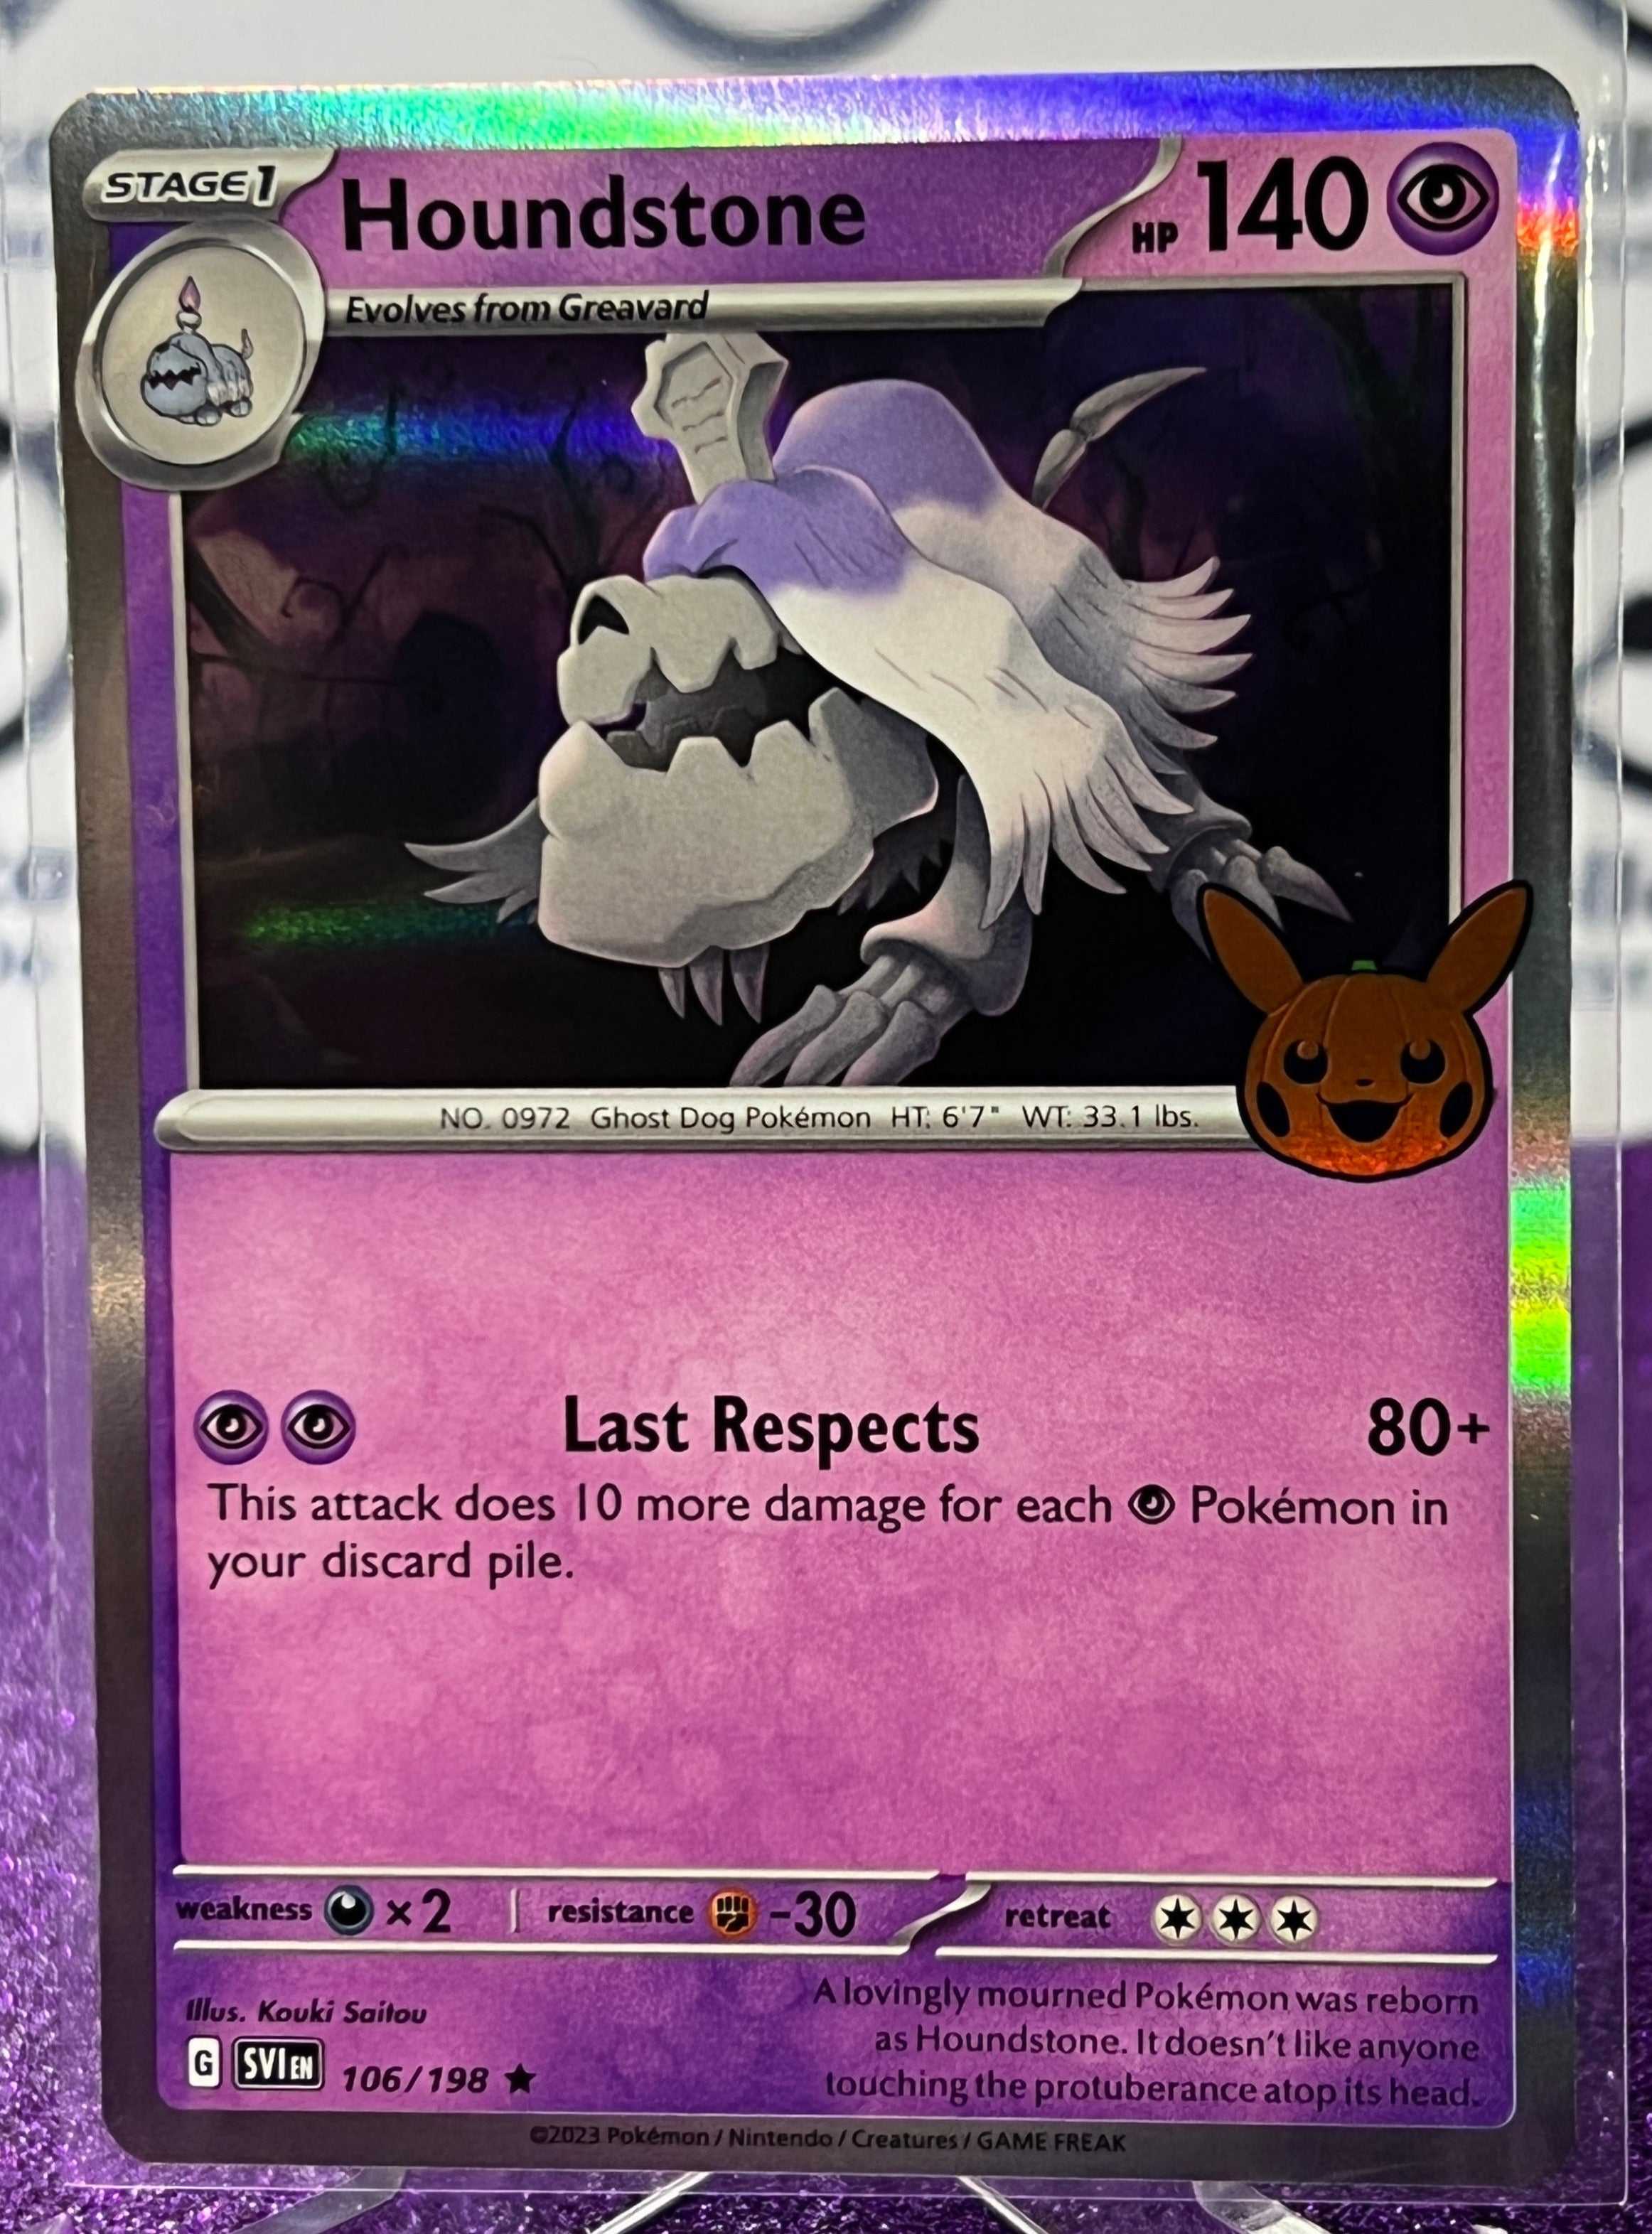 STAGE 1
Houndstone
HP 140
Evolves from Greavard
NO. 0972 Ghost Dog Pokémon HT: 6'7" WT: 33.1 lbs.
Last Respects 80+
This attack does 10 more damage for each Pokémon in
your discard pile.
weakness ×2 resistance -30 retreat
Illus. Kouki Saitou
G SVI EN 106/198
A lovingly mourned Pokémon was reborn
as Houndstone. It doesn't like anyone
touching the protuberance atop its head.
©2023 Pokémon / Nintendo / Creatures / GAME FREAK